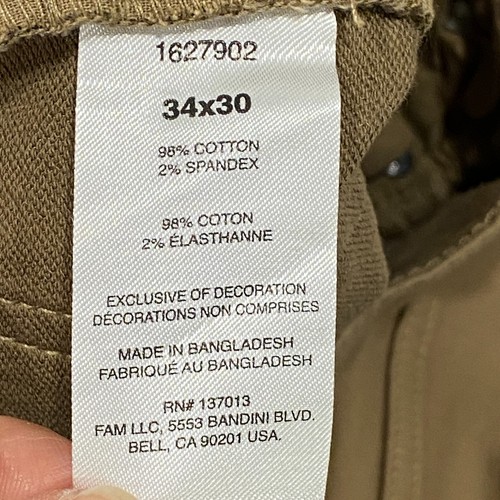 1627902
34x30
98% COTTON
2% SPANDEX
98% COTON
2% ÉLASTHANNE
EXCLUSIVE OF DECORATION
DÉCORATIONS NON COMPRISES
MADE IN BANGLADESH
FABRIQUÉ AU BANGLADESH
RN# 137013
FAM LLC, 5553 BANDINI BLVD.
BELL, CA 90201 USA.